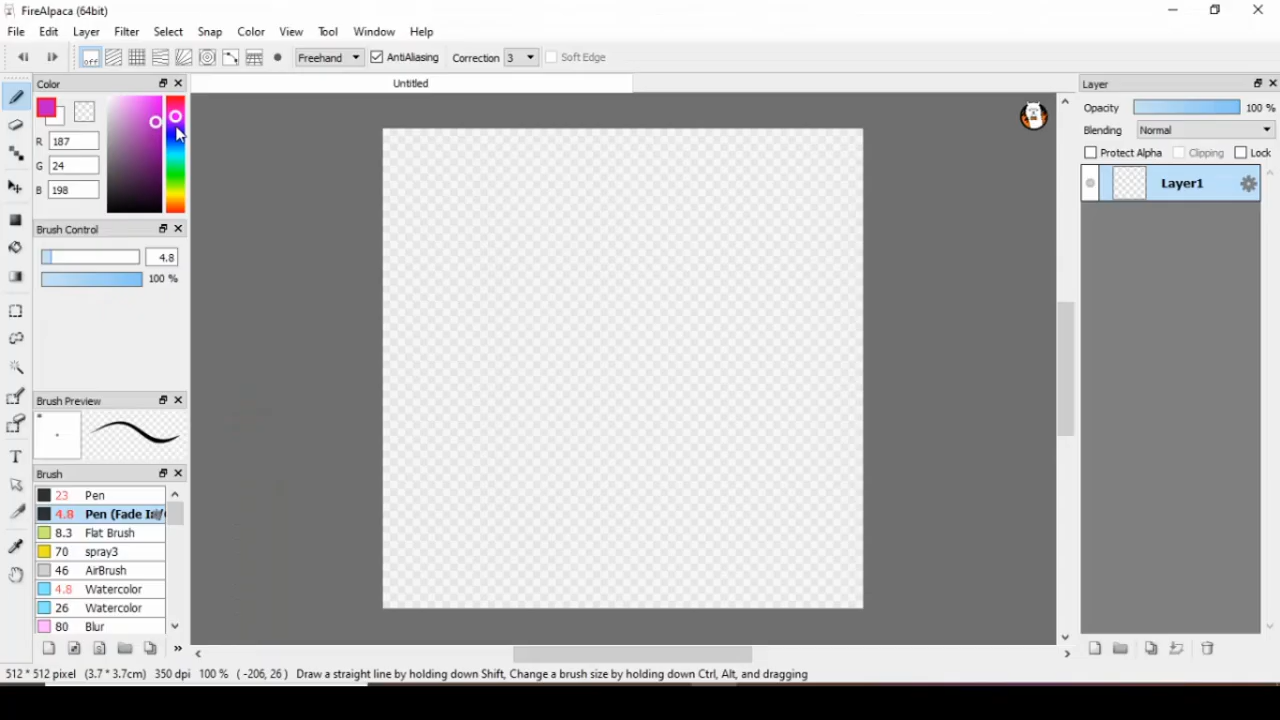 FireAlpaca (64bit)
File Edit Layer Filter Select Snap Color View Tool Window Help
off Freehand AntiAliasing Correction 3 Soft Edge
Color
Untitled
Layer
R 187
G 24
B 198
Opacity 100 %
Blending Normal
Protect Alpha Clipping Lock
Layer1
Brush Control
4.8
100 %
Brush Preview
Brush
23 Pen
4.8 Pen (Fade In/
8.3 Flat Brush
70 spray3
46 AirBrush
4.8 Watercolor
26 Watercolor
80 Blur
512 * 512 pixel (3.7 * 3.7cm) 350 dpi 100 % ( -206, 26 ) Draw a straight line by holding down Shift, Change a brush size by holding down Ctrl, Alt, and dragging